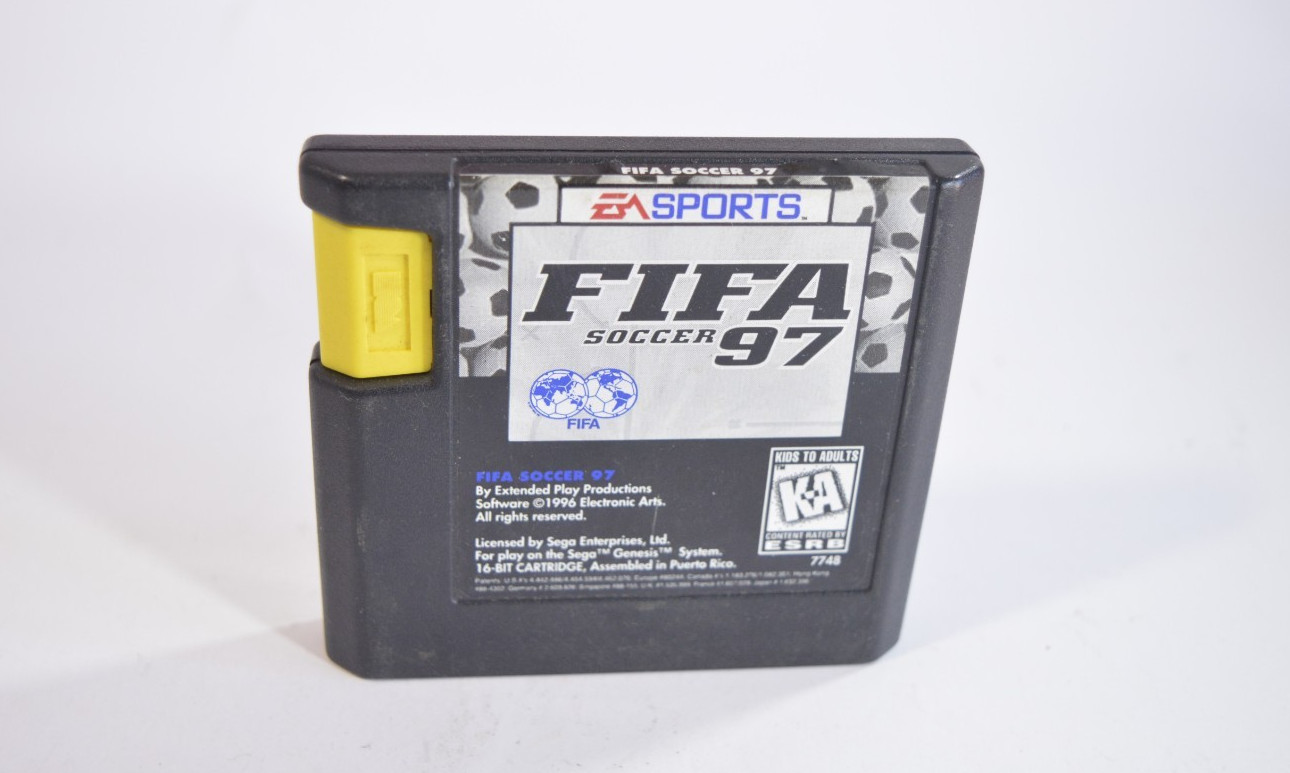 FIFA SOCCER 97
EA SPORTS™
FIFA
SOCCER 97
FIFA
FIFA SOCCER 97
By Extended Play Productions
Software ©1996 Electronic Arts.
All rights reserved.
Licensed by Sega Enterprises, Ltd.
For play on the Sega™ Genesis™ System.
16-BIT CARTRIDGE, Assembled in Puerto Rico.
KIDS TO ADULTS
™
K-A
CONTENT RATED BY
ESRB
7748